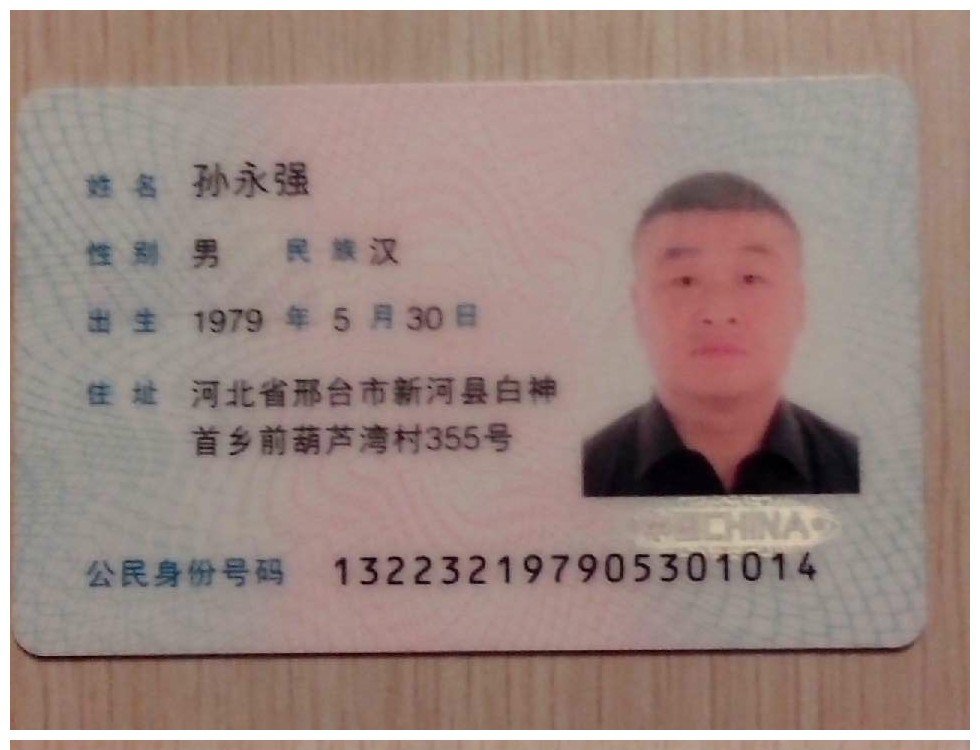 姓名 孙永强
性别 男 民族 汉
出生 1979 年 5 月 30 日
住址 河北省邢台市新河县白神
首乡前葫芦湾村355号
CHINA
公民身份号码 132232197905301014